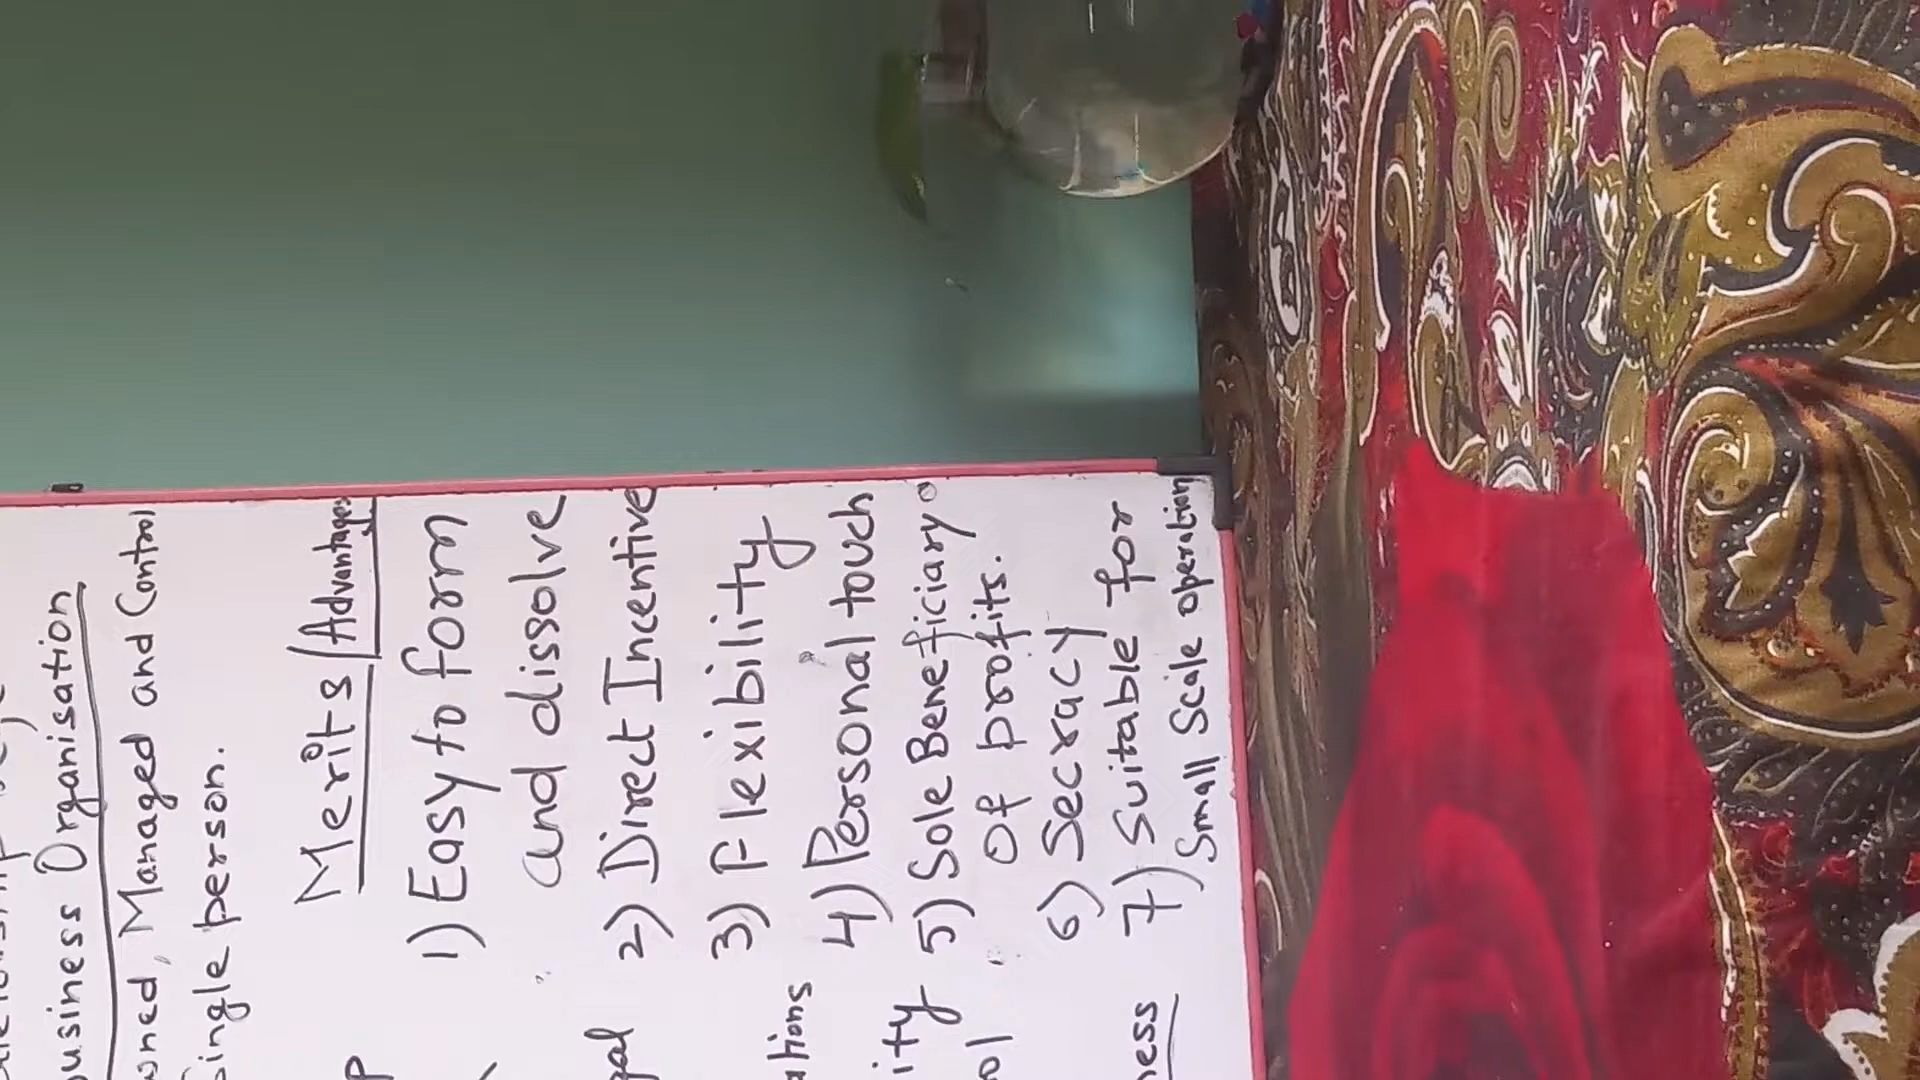 Business Organisation
owned, Managed and Control
Single person.
Merits/Advantages
1) Easy to form
and dissolve
2) Direct Incentive
3) Flexibility
4) Personal touch
5) Sole Beneficiary
of profits.
6) Secracy
7) Suitable for
Small Scale operation